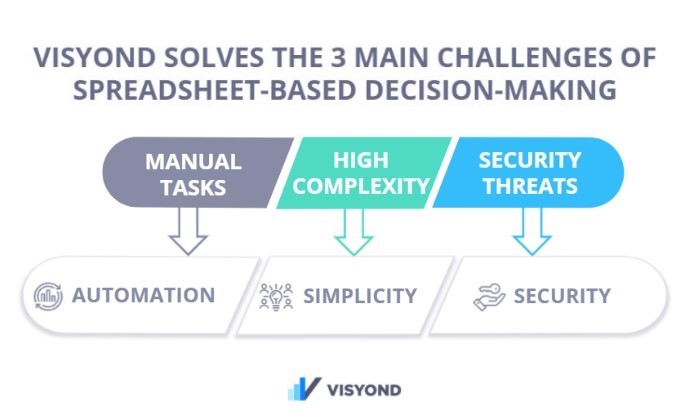 VISYOND SOLVES THE 3 MAIN CHALLENGES OF
SPREADSHEET-BASED DECISION-MAKING
MANUAL
TASKS
HIGH
COMPLEXITY
SECURITY
THREATS
AUTOMATION
SIMPLICITY
SECURITY
VISYOND